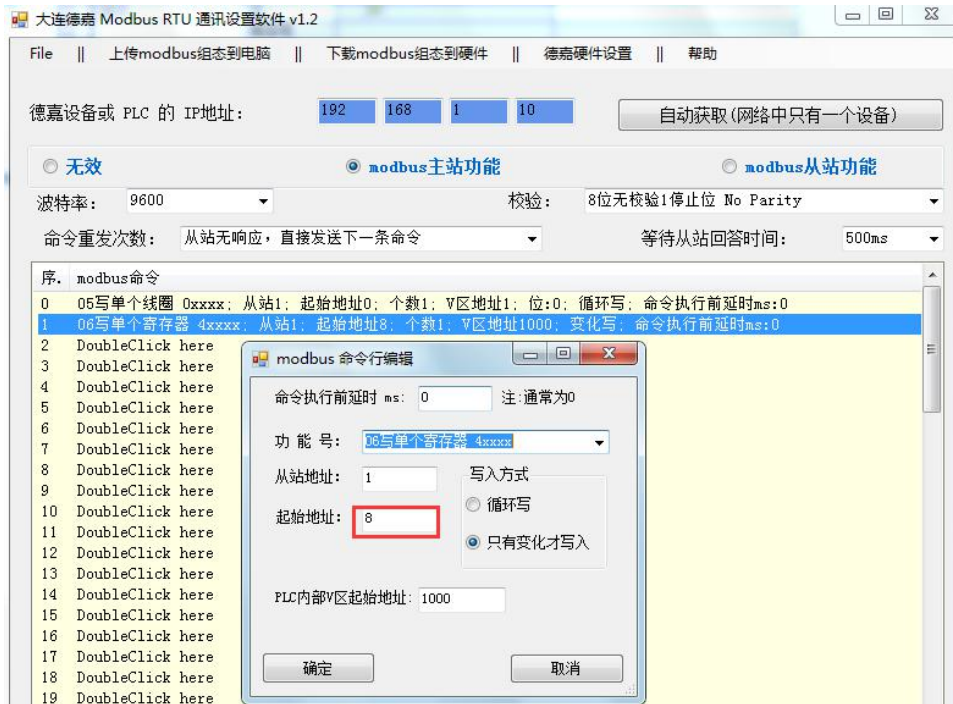 大连德嘉 Modbus RTU 通讯设置软件 v1.2
File || 上传modbus组态到电脑 || 下载modbus组态到硬件 || 德嘉硬件设置 || 帮助
德嘉设备或 PLC 的 IP地址: 192 168 1 10 自动获取(网络中只有一个设备)
无效 modbus主站功能 modbus从站功能
波特率: 9600 校验: 8位无校验1停止位 No Parity
命令重发次数: 从站无响应，直接发送下一条命令 等待从站回答时间: 500ms
序. modbus命令
0 05写单个线圈 0xxxx; 从站1; 起始地址0; 个数1; V区地址1; 位:0; 循环写; 命令执行前延时ms:0
1 06写单个寄存器 4xxxx; 从站1; 起始地址8; 个数1; V区地址1000; 变化写; 命令执行前延时ms:0
2 DoubleClick here
3 DoubleClick here
4 DoubleClick here
5 DoubleClick here
6 DoubleClick here
7 DoubleClick here
8 DoubleClick here
9 DoubleClick here
10 DoubleClick here
11 DoubleClick here
12 DoubleClick here
13 DoubleClick here
14 DoubleClick here
15 DoubleClick here
16 DoubleClick here
17 DoubleClick here
18 DoubleClick here
19 DoubleClick here
modbus 命令行编辑
命令执行前延时 ms: 0 注:通常为0
功 能 号: 06写单个寄存器 4xxxx
从站地址: 1 写入方式
循环写
起始地址: 8
只有变化才写入
PLC内部V区起始地址: 1000
确定 取消